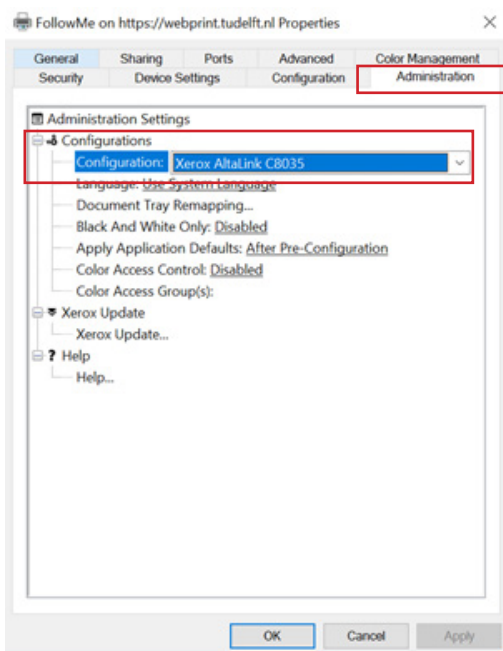 FollowMe on https://webprint.tudelft.nl Properties
General Sharing Ports Advanced Color Management
Security Device Settings Configuration Administration
Administration Settings
Configurations
Configuration: Xerox AltaLink C8035
Language: Use System Language
Document Tray Remapping...
Black And White Only: Disabled
Apply Application Defaults: After Pre-Configuration
Color Access Control: Disabled
Color Access Group(s):
Xerox Update
Xerox Update...
? Help
Help...
OK Cancel Apply